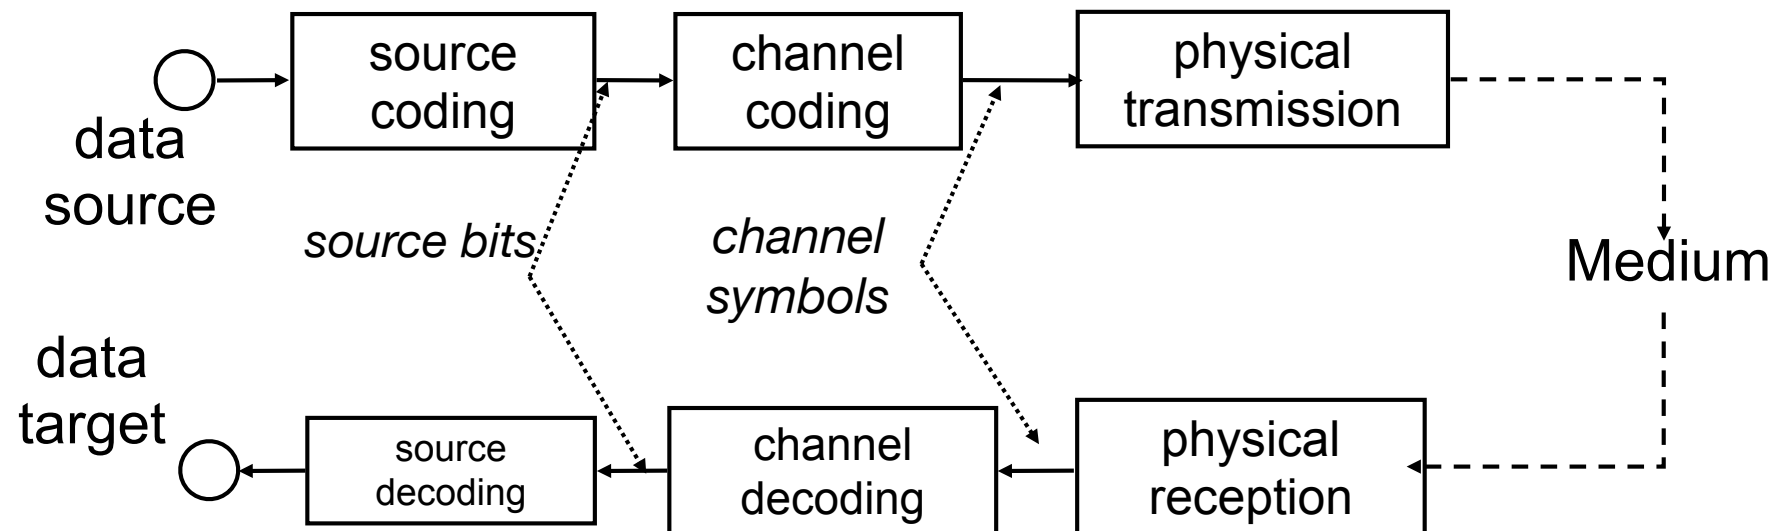 source
coding
channel
coding
physical
transmission
data
source
source bits
channel
symbols
Medium
data
target
source
decoding
channel
decoding
physical
reception